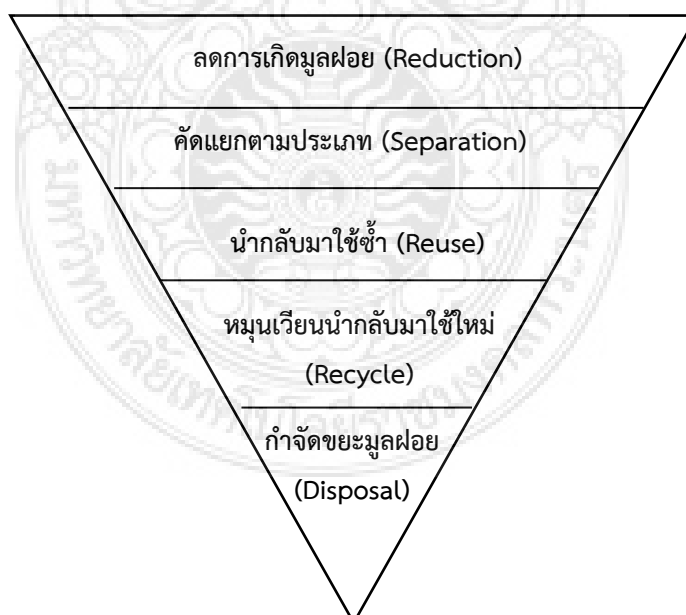 ลดการเกิดมูลฝอย (Reduction)
คัดแยกตามประเภท (Separation)
นำกลับมาใช้ซ้ำ (Reuse)
หมุนเวียนนำกลับมาใช้ใหม่
(Recycle)
กำจัดขยะมูลฝอย
(Disposal)